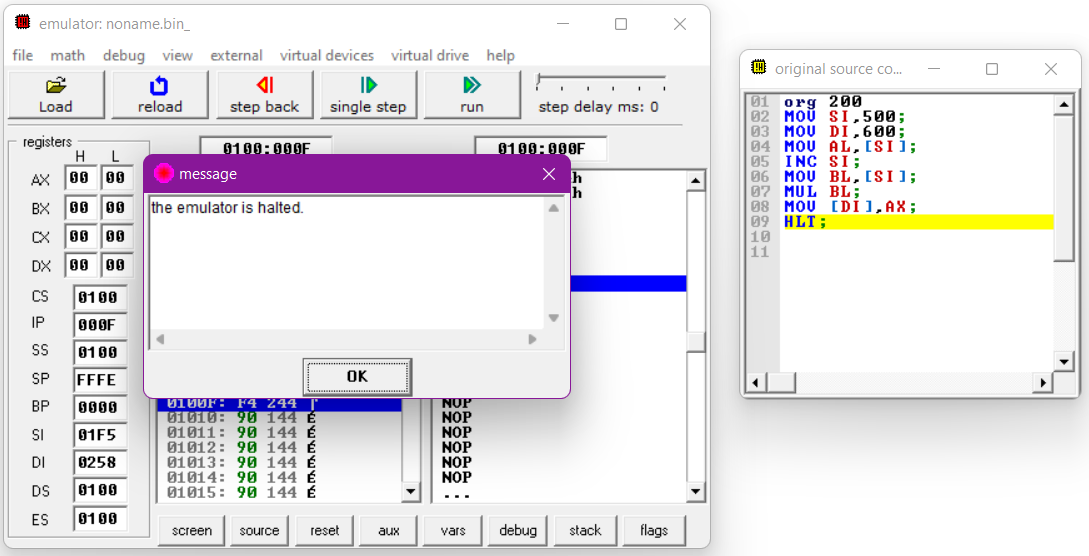 emulator: noname.bin_
file math debug view external virtual devices virtual drive help
Load reload step back single step run step delay ms: 0
registers
H L
0100:000F 0100:000F
AX 00 00
BX 00 00
CX 00 00
DX 00 00
CS 0100
IP 000F
SS 0100
SP FFFE
BP 0000
SI 01F5
DI 0258
DS 0100
ES 0100
message
the emulator is halted.
OK
h
h
0100F: F4 244 ⌠
01010: 90 144 É
01011: 90 144 É
01012: 90 144 É
01013: 90 144 É
01014: 90 144 É
01015: 90 144 É
NOP
NOP
NOP
NOP
NOP
NOP
...
screen source reset aux vars debug stack flags
original source co...
01 org 200
02 MOV SI,500;
03 MOV DI,600;
04 MOV AL,[SI];
05 INC SI;
06 MOV BL,[SI];
07 MUL BL;
08 MOV [DI],AX;
09 HLT;
10
11